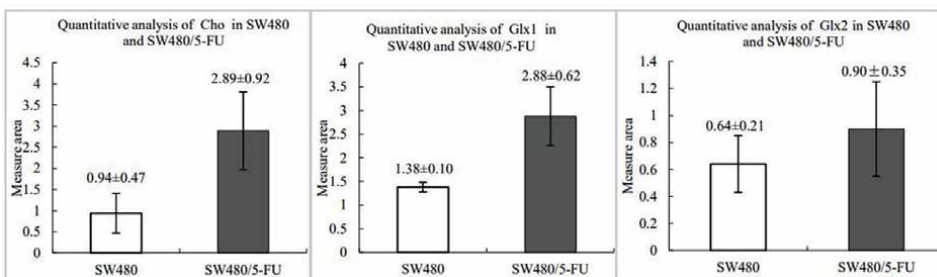 Quantitative analysis of Cho in SW480
and SW480/5-FU
Measure area
4.5
4
3.5
3
2.5
2
1.5
1
0.5
0
0.94±0.47
2.89±0.92
SW480
SW480/5-FU
Quantitative analysis of Glx1 in
SW480 and SW480/5-FU
Measure area
4
3.5
3
2.5
2
1.5
1
0.5
0
1.38±0.10
2.88±0.62
SW480
SW480/5-FU
Quantitative analysis of Glx2 in SW480
and SW480/5-FU
Measure area
1.4
1.2
1
0.8
0.6
0.4
0.2
0
0.64±0.21
0.90±0.35
SW480
SW480/5-FU